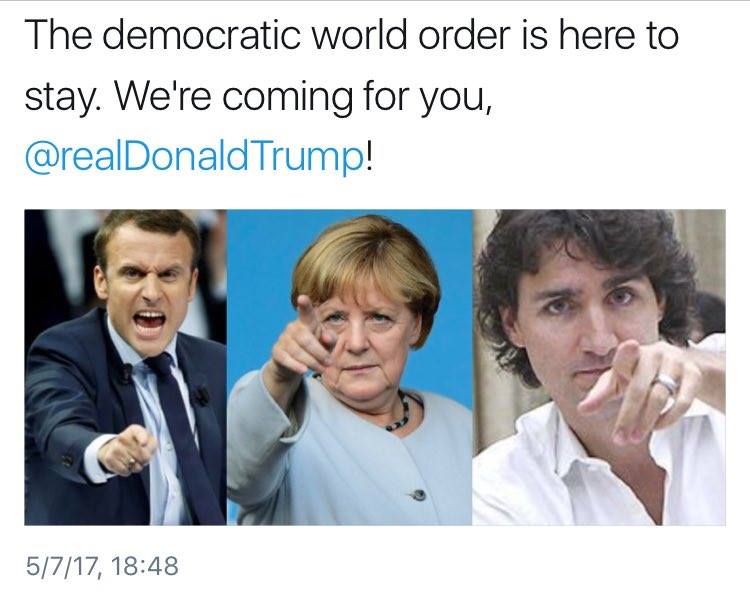 The democratic world order is here to
stay. We're coming for you,
@realDonaldTrump!
5/7/17, 18:48